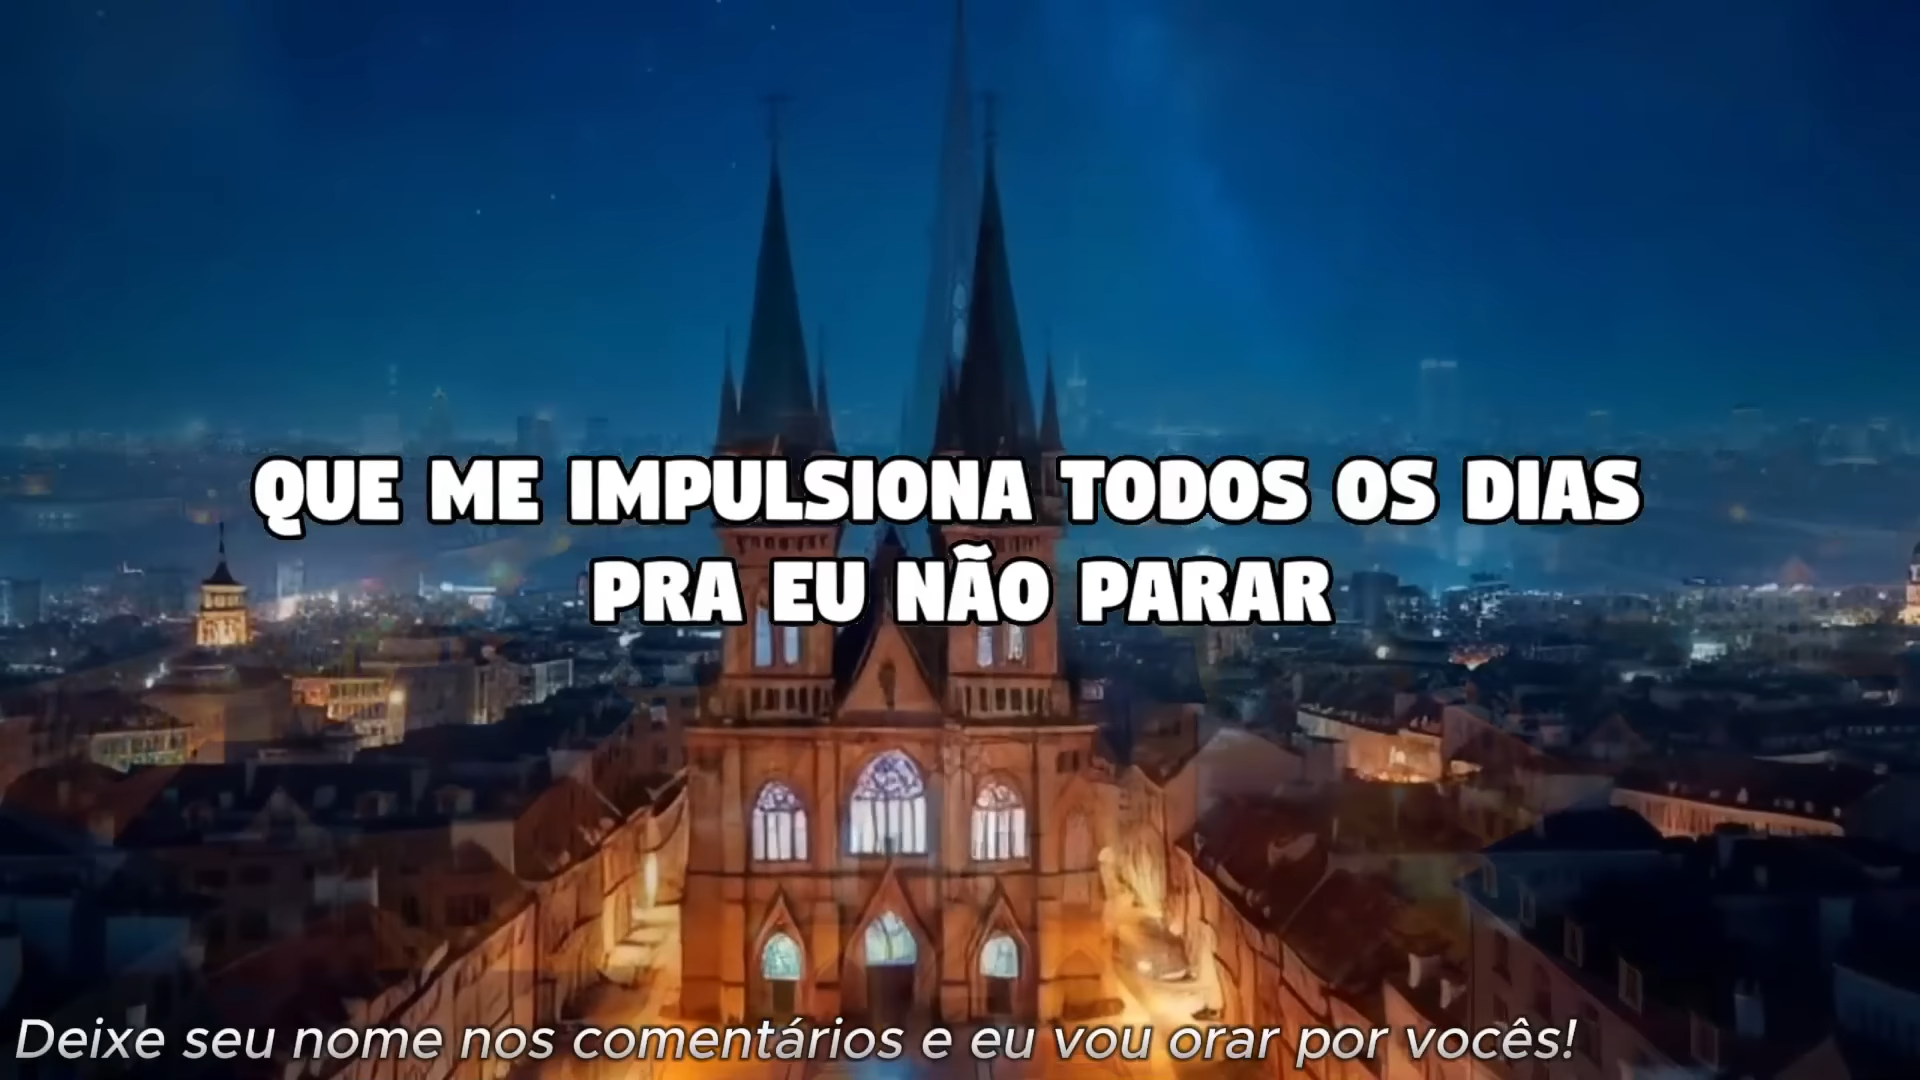 QUE ME IMPULSIONA TODOS OS DIAS
PRA EU NÃO PARAR
Deixe seu nome nos comentários e eu vou orar por vocês!